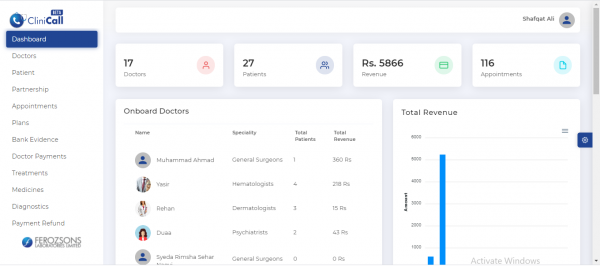 BETA
CliniCall
Shafqat Ali
Dashboard
Doctors
Patient
Partnership
Appointments
Plans
Bank Evidence
Doctor Payments
Treatments
Medicines
Diagnostics
Payment Refund
FEROZSONS
LABORATORIES LIMITED
17
Doctors
27
Patients
Rs. 5866
Revenue
116
Appointments
Onboard Doctors
Name Speciality Total Patients Total Revenue
Muhammad Ahmad General Surgeons 1 360 Rs
Yasir Hematologists 4 218 Rs
Rehan Dermatologists 3 15 Rs
Duaa Psychiatrists 2 43 Rs
Syeda Rimsha Sehar General Surgeons 0 0 Rs
Total Revenue
6000
5000
4000
3000
2000
1000
Amount
Activate Windows